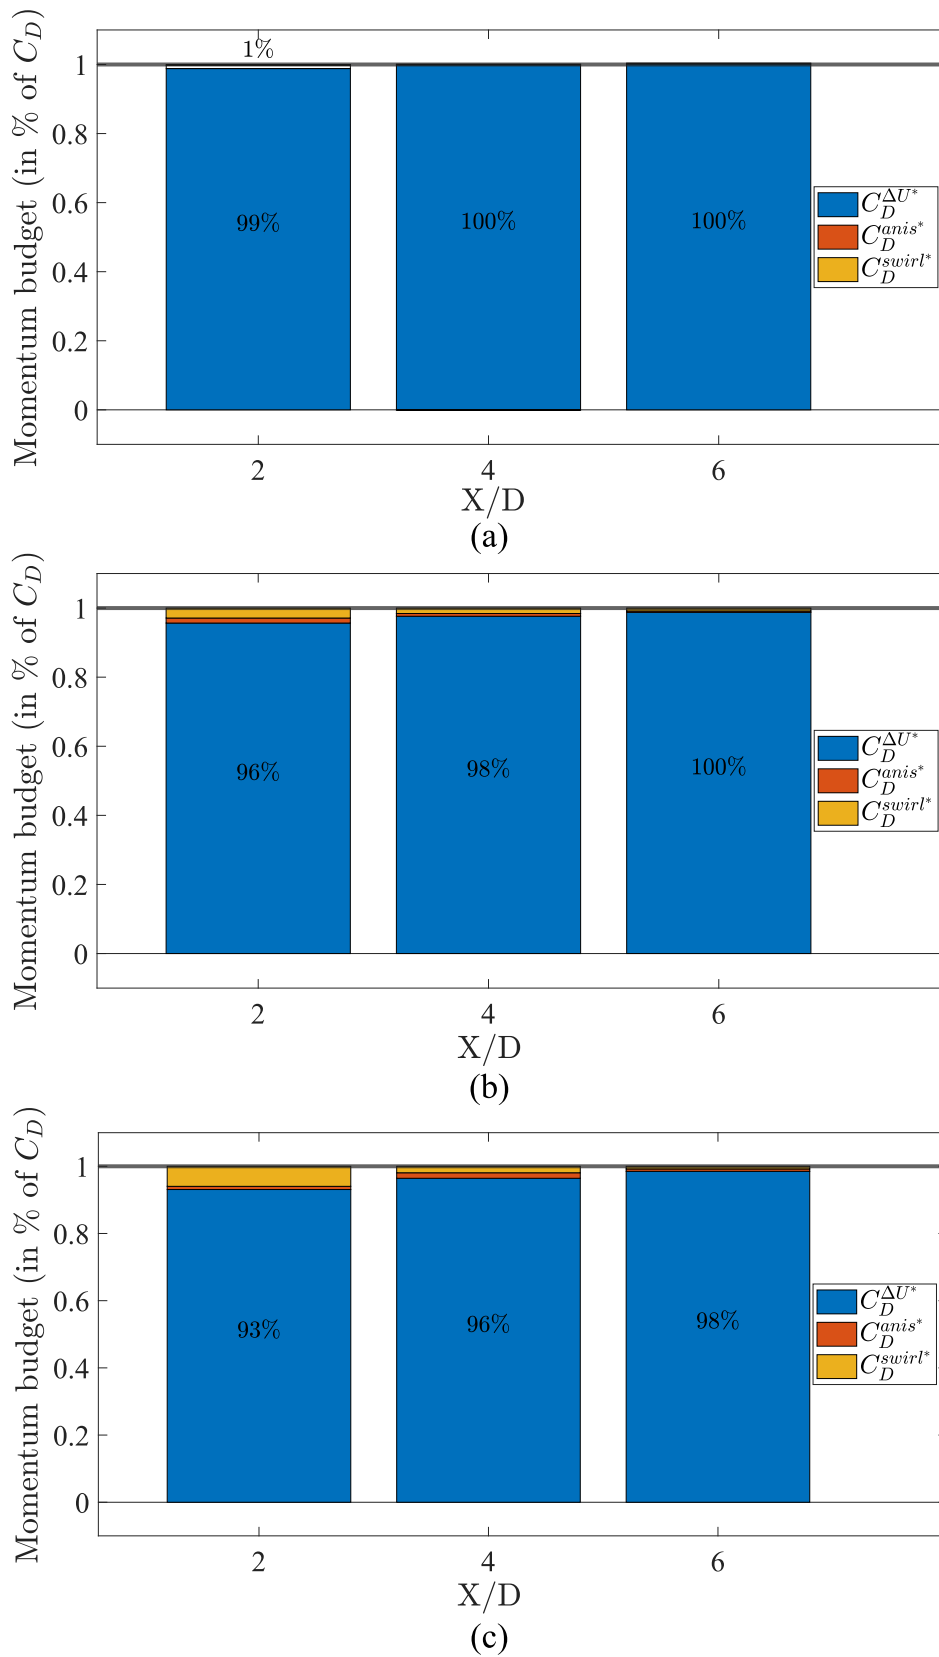 Momentum budget (in % of C_D)
1%
1
0.8
0.6
0.4
0.2
0
99%
100%
100%
C_D^{ΔU*}
C_D^{anis*}
C_D^{swirl*}
2
4
6
X/D
(a)
Momentum budget (in % of C_D)
1
0.8
0.6
0.4
0.2
0
96%
98%
100%
C_D^{ΔU*}
C_D^{anis*}
C_D^{swirl*}
2
4
6
X/D
(b)
Momentum budget (in % of C_D)
1
0.8
0.6
0.4
0.2
0
93%
96%
98%
C_D^{ΔU*}
C_D^{anis*}
C_D^{swirl*}
2
4
6
X/D
(c)